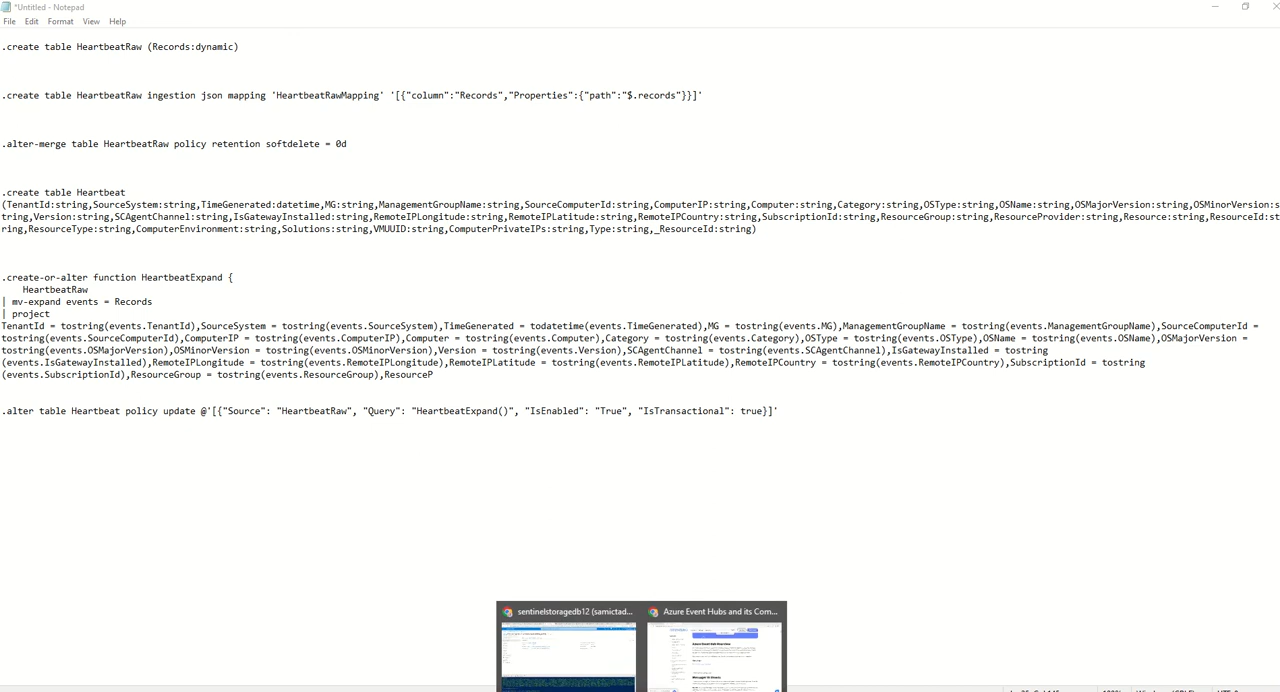 *Untitled - Notepad
File Edit Format View Help
.create table HeartbeatRaw (Records:dynamic)
.create table HeartbeatRaw ingestion json mapping 'HeartbeatRawMapping' '[{"column":"Records","Properties":{"path":"$.records"}}]'
.alter-merge table HeartbeatRaw policy retention softdelete = 0d
.create table Heartbeat
(TenantId:string,SourceSystem:string,TimeGenerated:datetime,MG:string,ManagementGroupName:string,SourceComputerId:string,ComputerIP:string,Computer:string,Category:string,OSType:string,OSName:string,OSMajorVersion:string,OSMinorVersion:s
tring,Version:string,SCAgentChannel:string,IsGatewayInstalled:string,RemoteIPLongitude:string,RemoteIPLatitude:string,RemoteIPCountry:string,SubscriptionId:string,ResourceGroup:string,ResourceProvider:string,Resource:string,ResourceId:st
ring,ResourceType:string,ComputerEnvironment:string,Solutions:string,VMUUID:string,ComputerPrivateIPs:string,Type:string,_ResourceId:string)
.create-or-alter function HeartbeatExpand {
HeartbeatRaw
| mv-expand events = Records
| project
TenantId = tostring(events.TenantId),SourceSystem = tostring(events.SourceSystem),TimeGenerated = todatetime(events.TimeGenerated),MG = tostring(events.MG),ManagementGroupName = tostring(events.ManagementGroupName),SourceComputerId =
tostring(events.SourceComputerId),ComputerIP = tostring(events.ComputerIP),Computer = tostring(events.Computer),Category = tostring(events.Category),OSType = tostring(events.OSType),OSName = tostring(events.OSName),OSMajorVersion =
tostring(events.OSMajorVersion),OSMinorVersion = tostring(events.OSMinorVersion),Version = tostring(events.Version),SCAgentChannel = tostring(events.SCAgentChannel),IsGatewayInstalled = tostring
(events.IsGatewayInstalled),RemoteIPLongitude = tostring(events.RemoteIPLongitude),RemoteIPLatitude = tostring(events.RemoteIPLatitude),RemoteIPCountry = tostring(events.RemoteIPCountry),SubscriptionId = tostring
(events.SubscriptionId),ResourceGroup = tostring(events.ResourceGroup),ResourceP
.alter table Heartbeat policy update @'[{"Source": "HeartbeatRaw", "Query": "HeartbeatExpand()", "IsEnabled": "True", "IsTransactional": true}]'
sentinelstoragedb12 (samictad...
Azure Event Hubs and its Com...